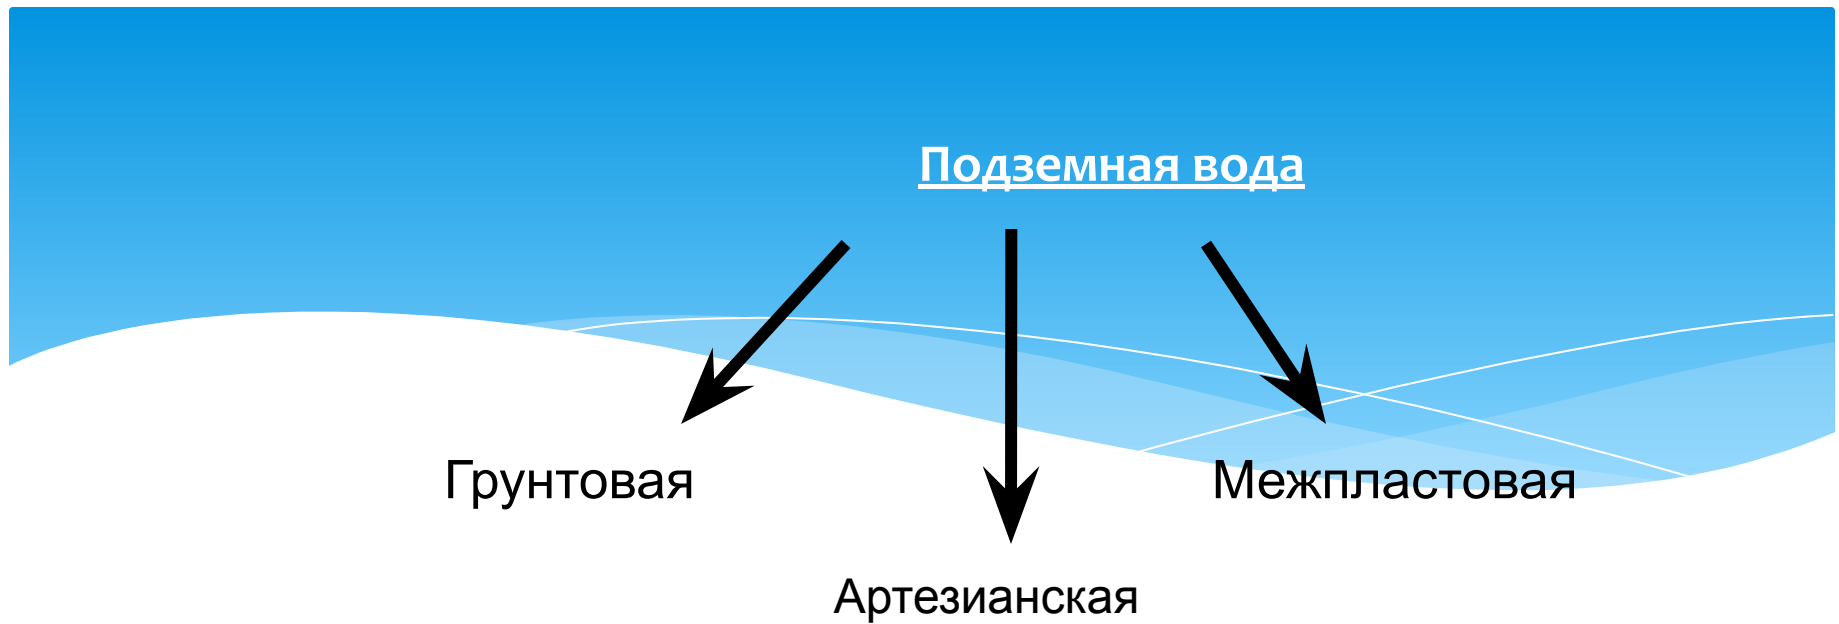 Подземная вода
Грунтовая
Межпластовая
Артезианская